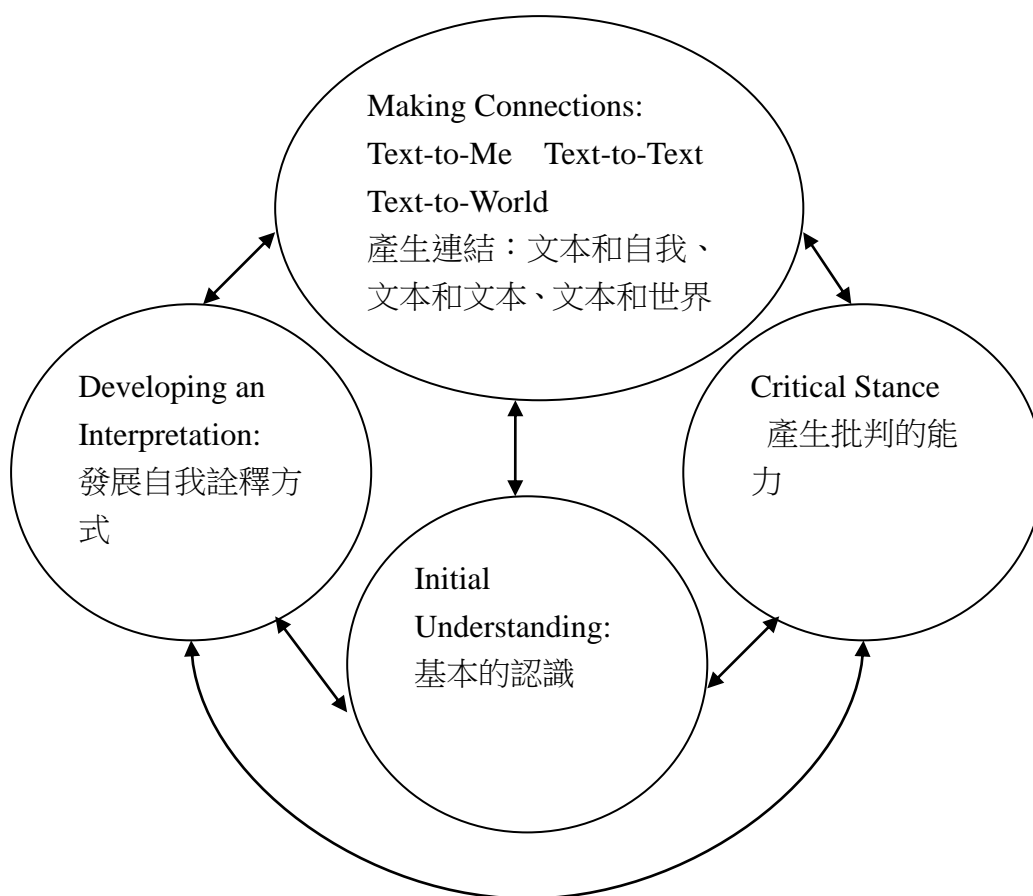 Making Connections:
Text-to-Me Text-to-Text
Text-to-World
產生連結：文本和自我、
文本和文本、文本和世界
Developing an
Interpretation:
發展自我詮釋方
式
Critical Stance
產生批判的能
力
Initial
Understanding:
基本的認識